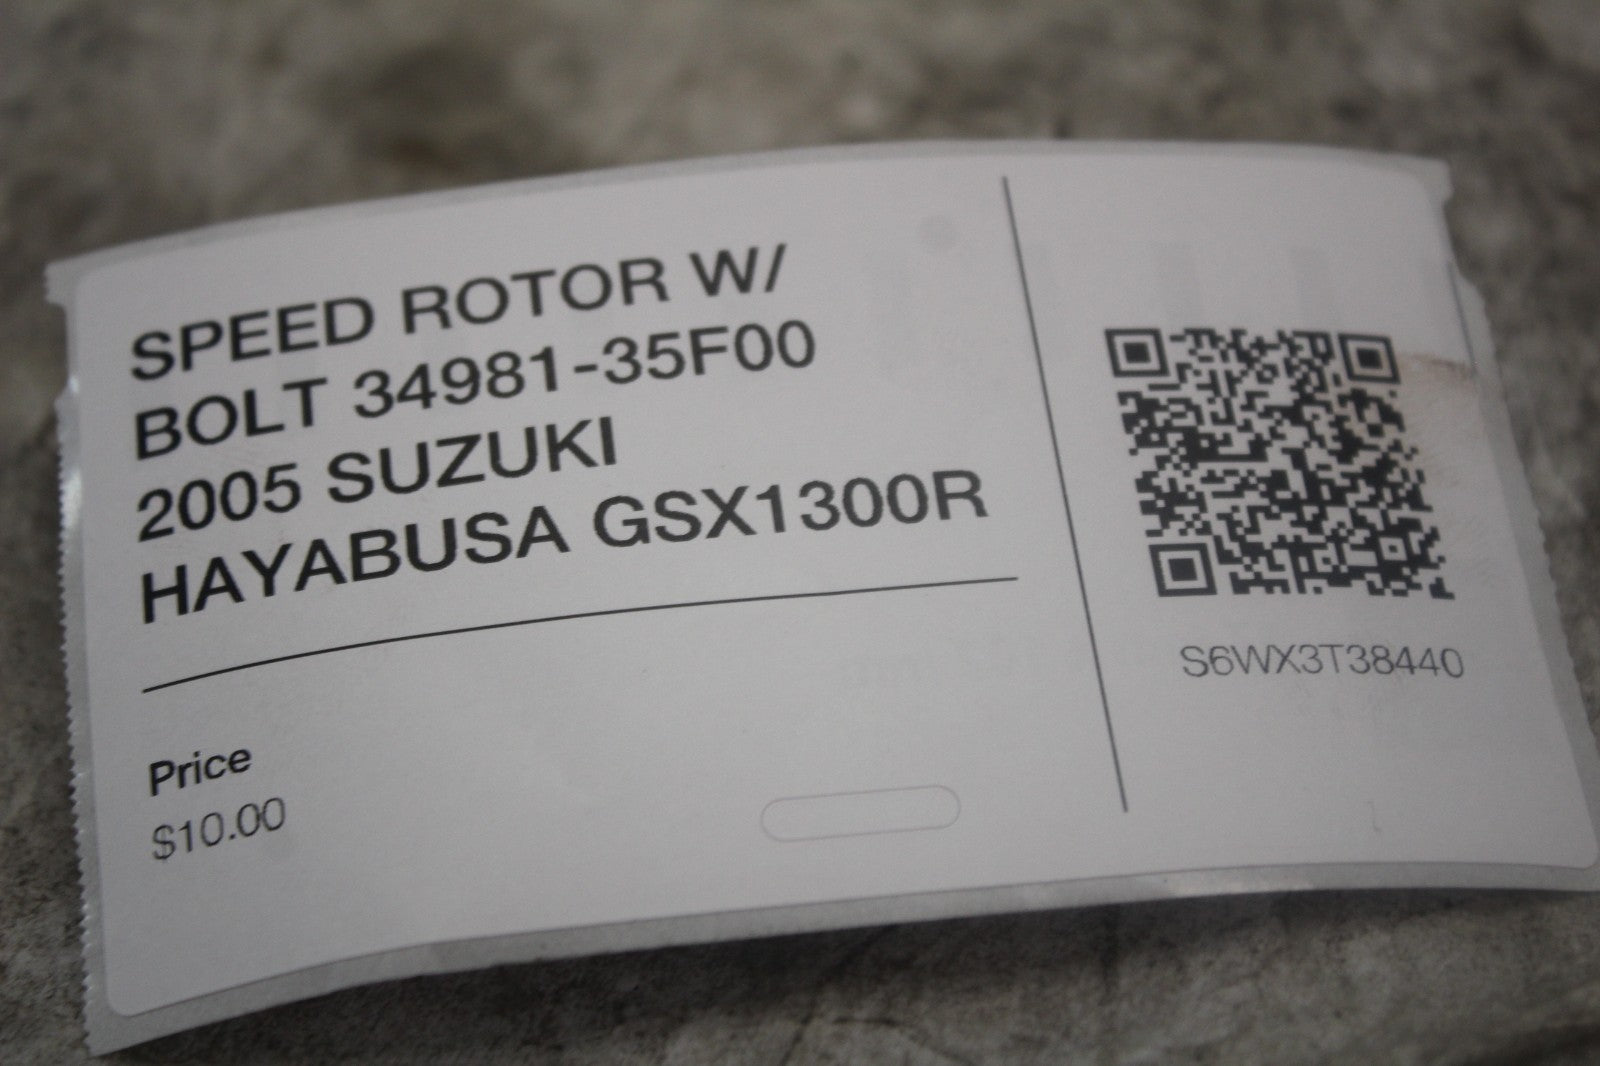 SPEED ROTOR W/
BOLT 34981-35F00
2005 SUZUKI
HAYABUSA GSX1300R
Price
$10.00
S6WX3T38440